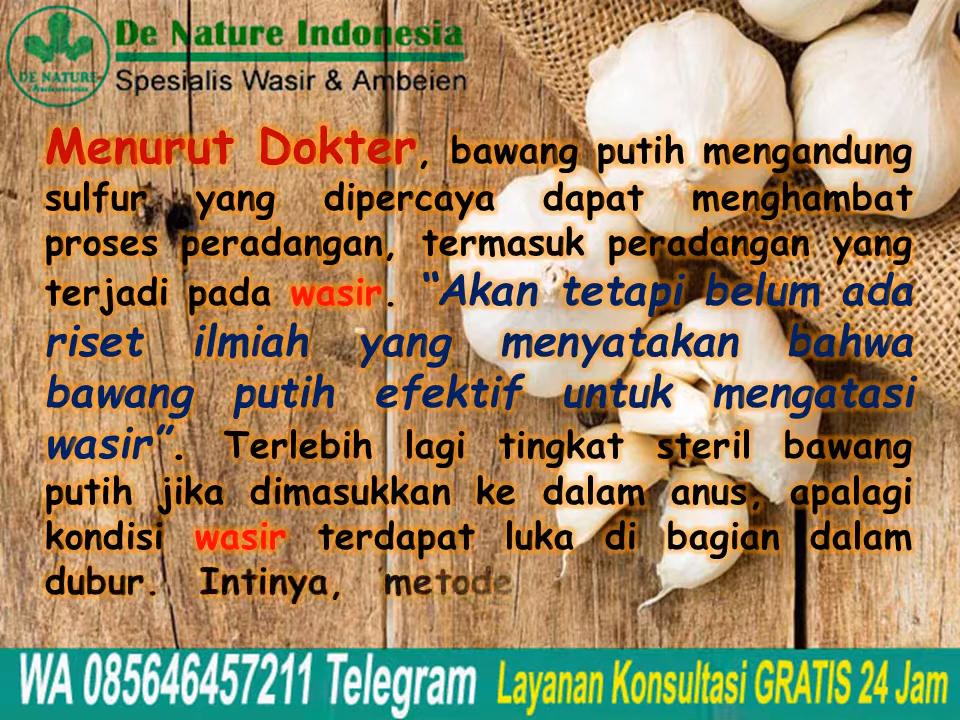 De Nature Indonesia
DE NATURE
Spesialis Wasir & Ambeien
Menurut Dokter, bawang putih mengandung
sulfur yang dipercaya dapat menghambat
proses peradangan, termasuk peradangan yang
terjadi pada wasir. “Akan tetapi belum ada
riset ilmiah yang menyatakan bahwa
bawang putih efektif untuk mengatasi
wasir”. Terlebih lagi tingkat steril bawang
putih jika dimasukkan ke dalam anus, apalagi
kondisi wasir terdapat luka di bagian dalam
dubur. Intinya, metode
WA 085646457211 Telegram Layanan Konsultasi GRATIS 24 Jam